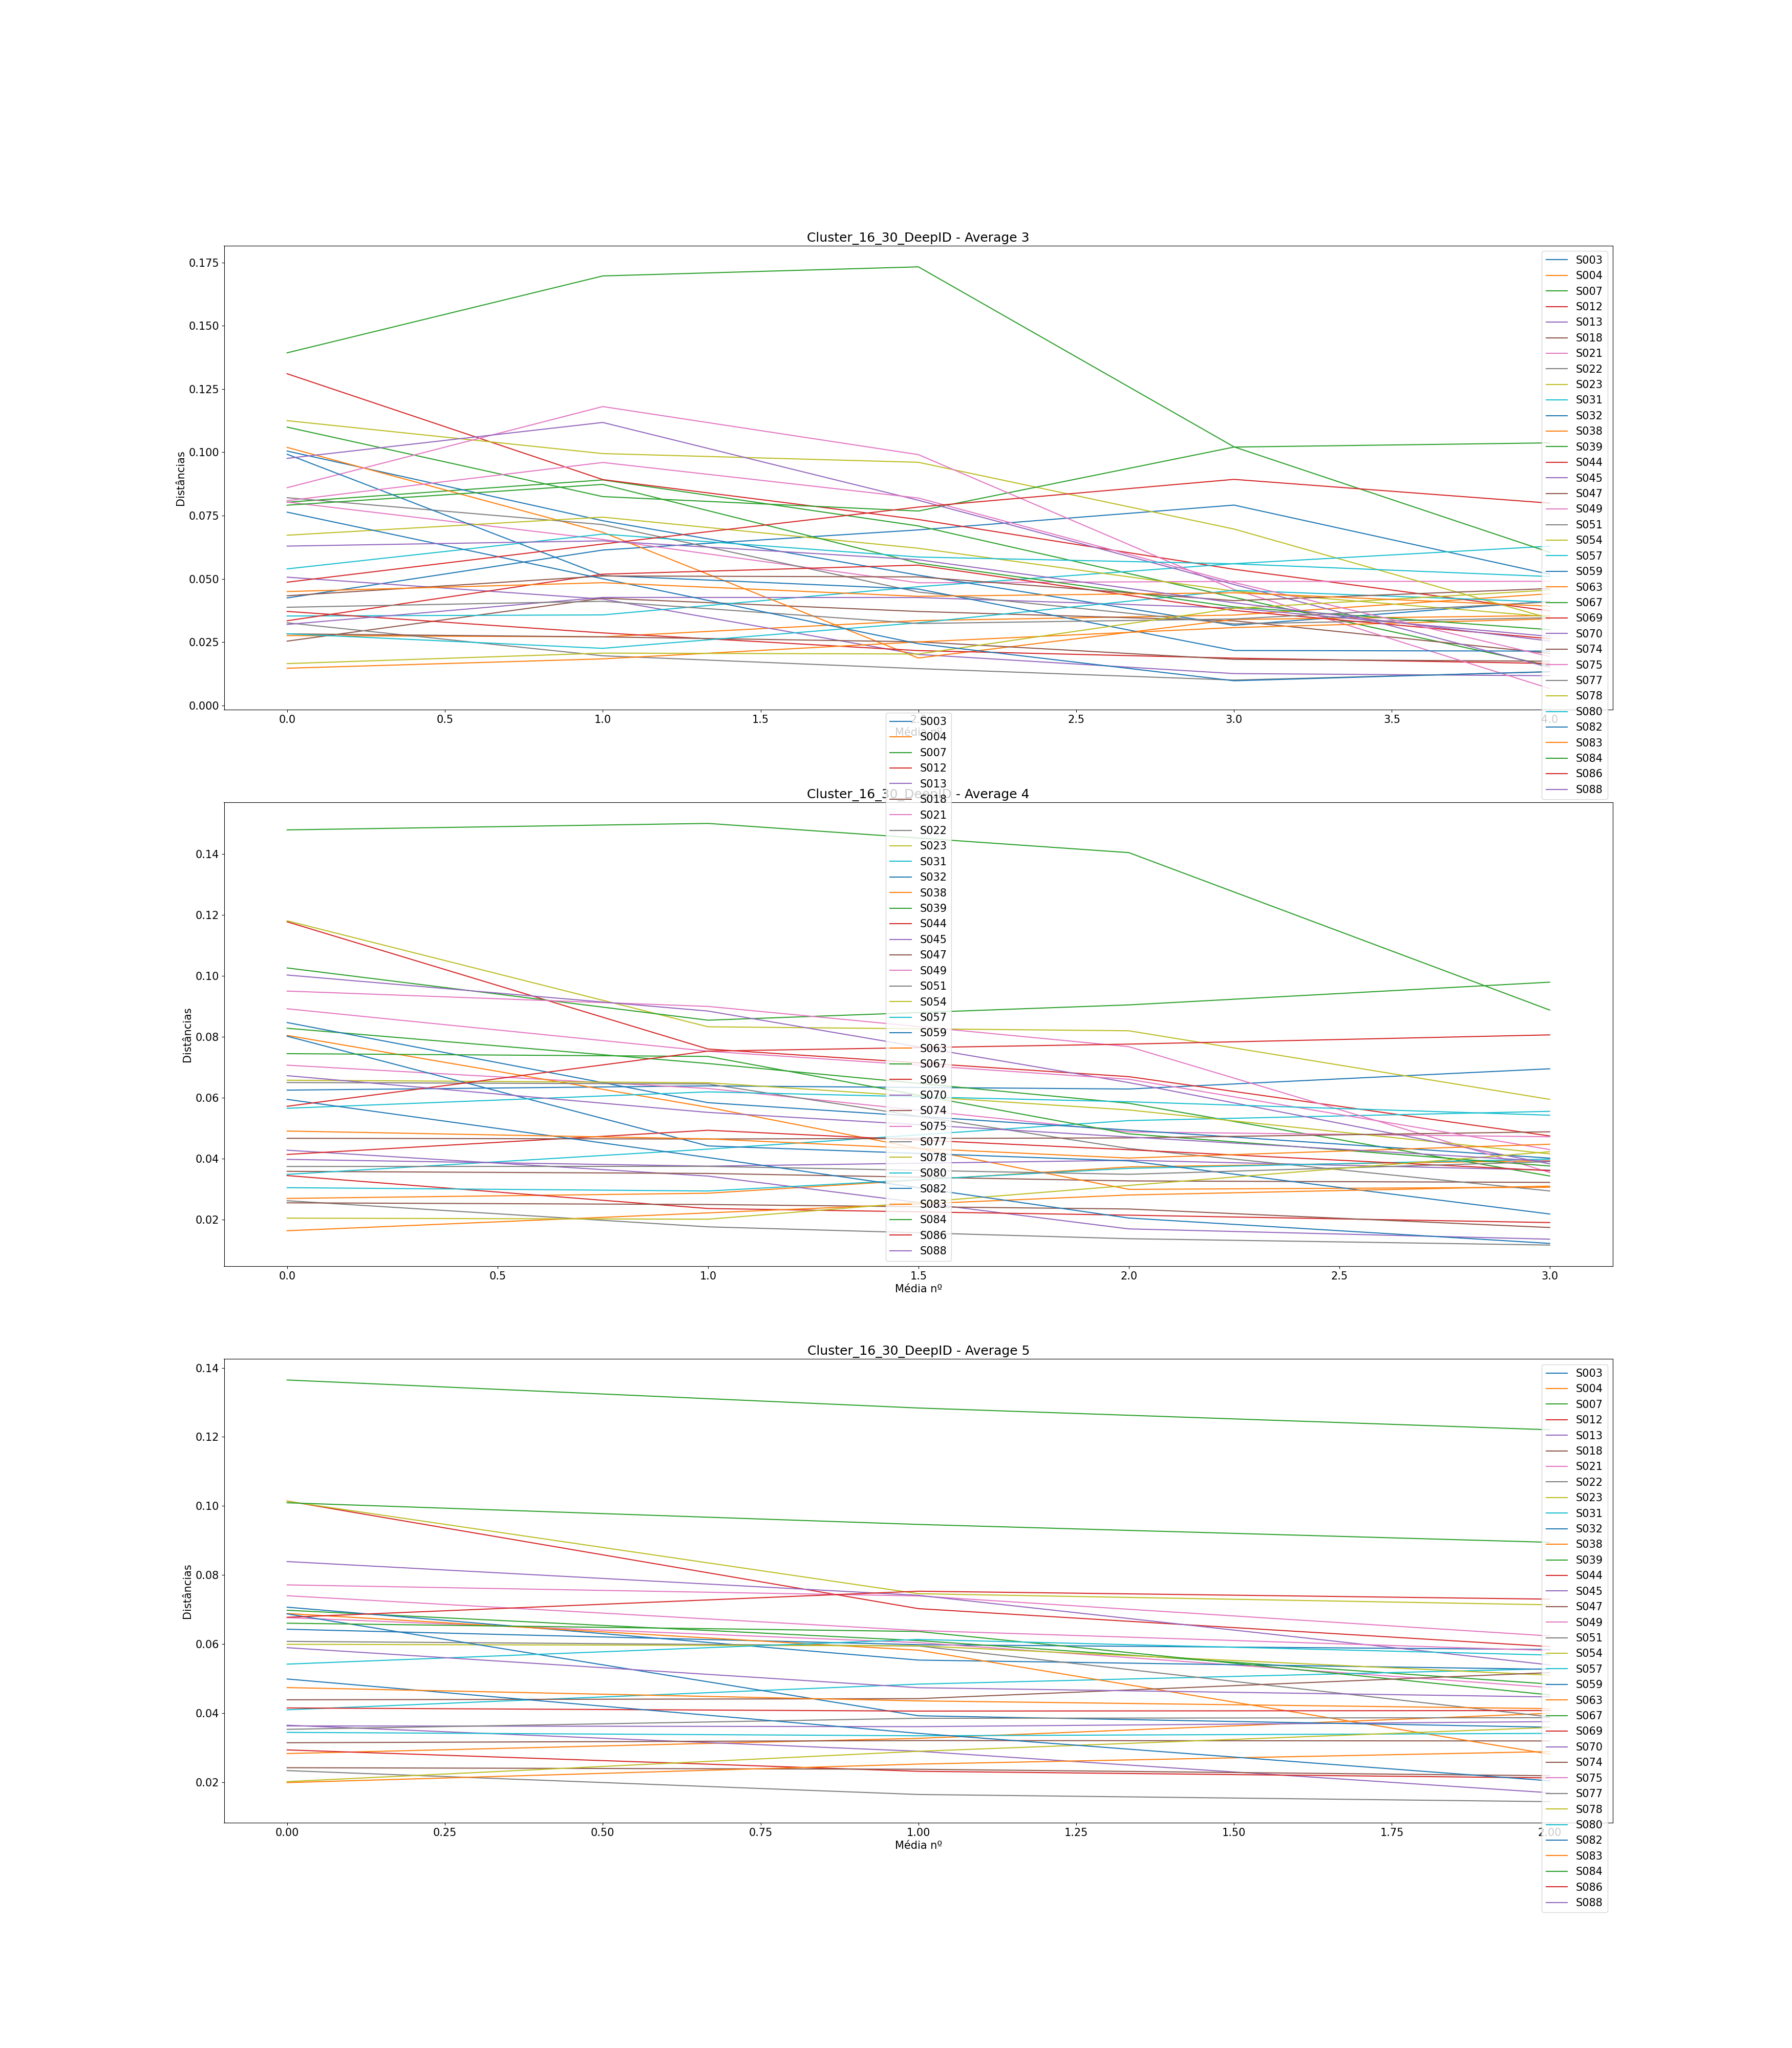 Cluster_16_30_DeepID - Average 3
Distâncias
0.175
0.150
0.125
0.100
0.075
0.050
0.025
0.000
0.0 0.5 1.0 1.5 2.0 2.5 3.0 3.5 4.0
Média nº
S003
S004
S007
S012
S013
S018
S021
S022
S023
S031
S032
S038
S039
S044
S045
S047
S049
S051
S054
S057
S059
S063
S067
S069
S070
S074
S075
S077
S078
S080
S082
S083
S084
S086
S088
Cluster_16_30_DeepID - Average 4
Distâncias
0.14
0.12
0.10
0.08
0.06
0.04
0.02
0.0 0.5 1.0 1.5 2.0 2.5 3.0
Média nº
S003
S004
S007
S012
S013
S018
S021
S022
S023
S031
S032
S038
S039
S044
S045
S047
S049
S051
S054
S057
S059
S063
S067
S069
S070
S074
S075
S077
S078
S080
S082
S083
S084
S086
S088
Cluster_16_30_DeepID - Average 5
Distâncias
0.14
0.12
0.10
0.08
0.06
0.04
0.02
0.00 0.25 0.50 0.75 1.00 1.25 1.50 1.75 2.00
Média nº
S003
S004
S007
S012
S013
S018
S021
S022
S023
S031
S032
S038
S039
S044
S045
S047
S049
S051
S054
S057
S059
S063
S067
S069
S070
S074
S075
S077
S078
S080
S082
S083
S084
S086
S088